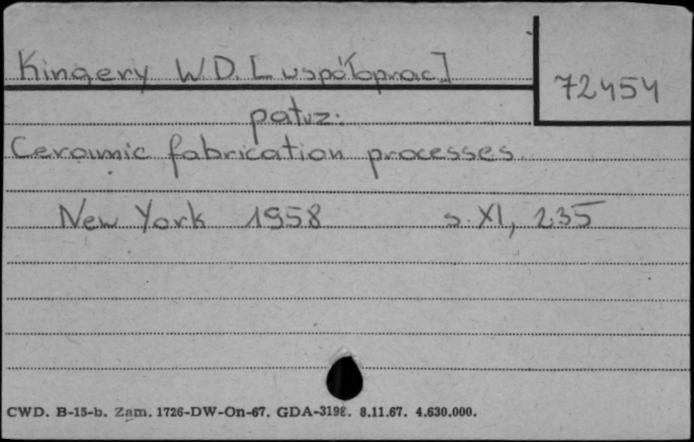 Kingery W D. [współoprac]
72454
patrz:
Ceramic fabrication processes.
New York 1958 s. XI, 235
CWD. B-15-b. Zam. 1726-DW-On-67. GDA-3198. 8.11.67. 4.630.000.